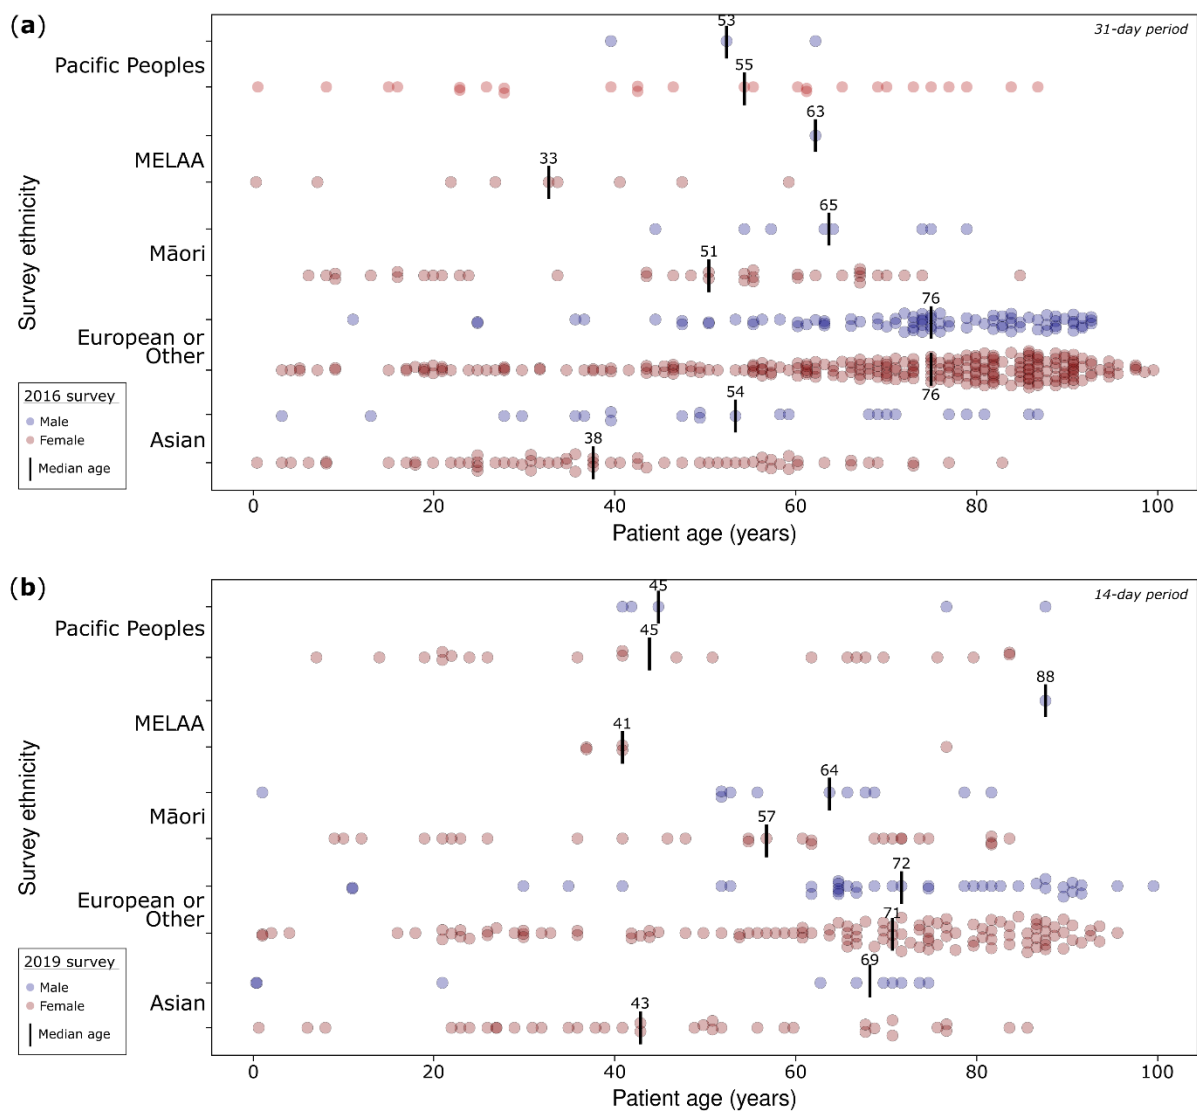 (a)
31-day period
53
Pacific Peoples
55
63
MELAA
33
65
Māori
51
76
European or
Other
76
54
Asian
38
Survey ethnicity
2016 survey
Male
Female
Median age
0 20 40 60 80 100
Patient age (years)
(b)
14-day period
45
Pacific Peoples
45
88
MELAA
41
64
Māori
57
72
European or
Other
71
69
Asian
43
Survey ethnicity
2019 survey
Male
Female
Median age
0 20 40 60 80 100
Patient age (years)